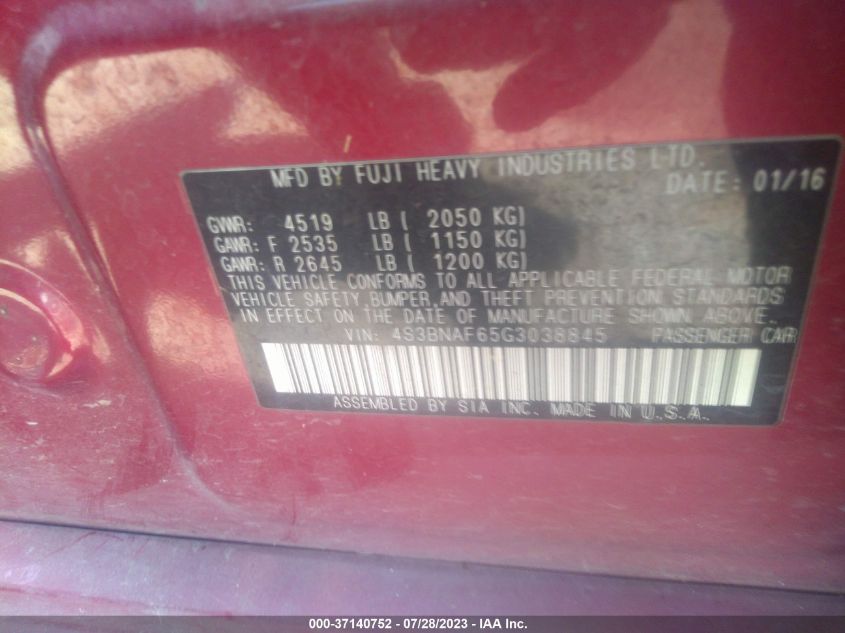 MFD BY FUJI HEAVY INDUSTRIES LTD.
DATE: 01/16
GVWR: 4519 LB ( 2050 KG)
GAWR: F 2535 LB ( 1150 KG)
GAWR: R 2645 LB ( 1200 KG)
THIS VEHICLE CONFORMS TO ALL APPLICABLE FEDERAL MOTOR
VEHICLE SAFETY, BUMPER, AND THEFT PREVENTION STANDARDS
IN EFFECT ON THE DATE OF MANUFACTURE SHOWN ABOVE.
VIN: 4S3BNAF65G3036845 PASSENGER CAR
ASSEMBLED BY SIA INC. MADE IN U.S.A.
000-37140752 - 07/28/2023 - IAA Inc.